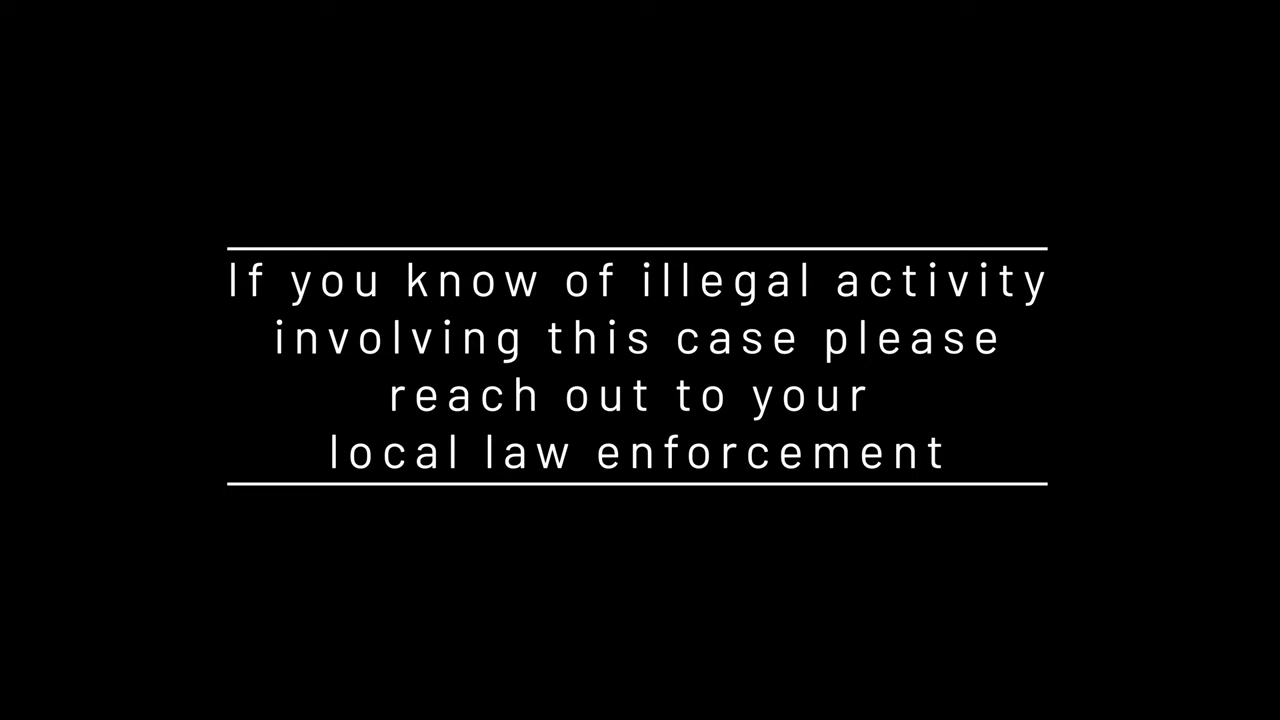 If you know of illegal activity
involving this case please
reach out to your
local law enforcement